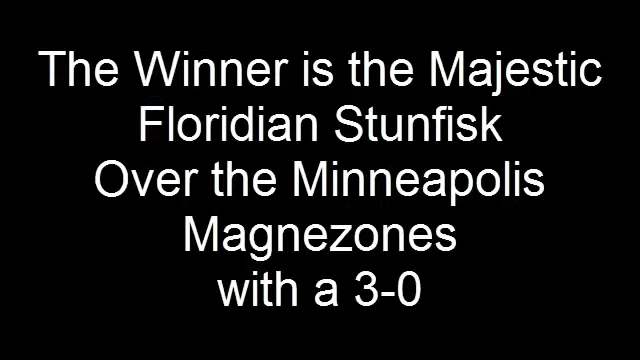 The Winner is the Majestic
Floridian Stunfisk
Over the Minneapolis
Magnezones
with a 3-0